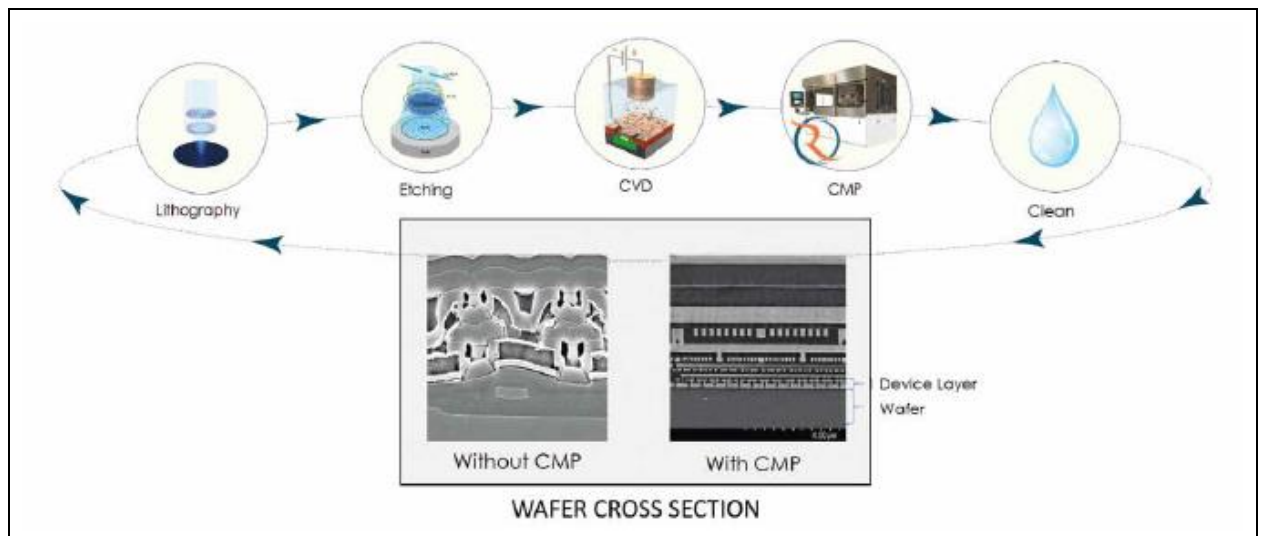 Lithography
Etching
CVD
CMP
Clean
Without CMP
With CMP
Device Layer
Wafer
WAFER CROSS SECTION